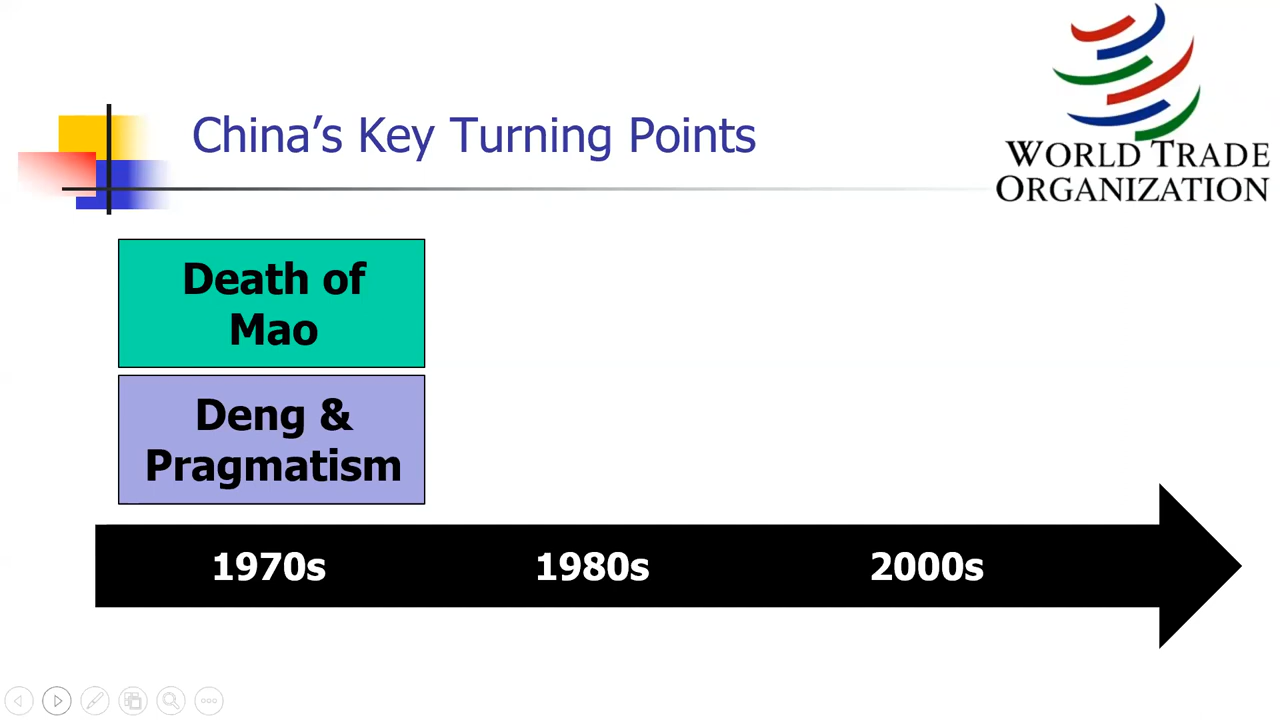 China’s Key Turning Points
WORLD TRADE
ORGANIZATION
Death of
Mao
Deng &
Pragmatism
1970s
1980s
2000s